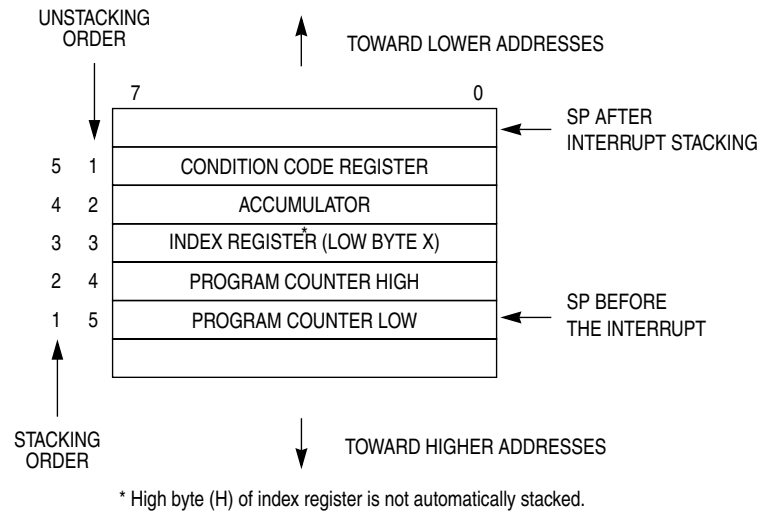 UNSTACKING
ORDER
TOWARD LOWER ADDRESSES
7 0
SP AFTER
INTERRUPT STACKING
5 1 CONDITION CODE REGISTER
4 2 ACCUMULATOR
3 3 INDEX REGISTER (LOW BYTE X)*
2 4 PROGRAM COUNTER HIGH
1 5 PROGRAM COUNTER LOW
SP BEFORE
THE INTERRUPT
STACKING
ORDER
TOWARD HIGHER ADDRESSES
* High byte (H) of index register is not automatically stacked.